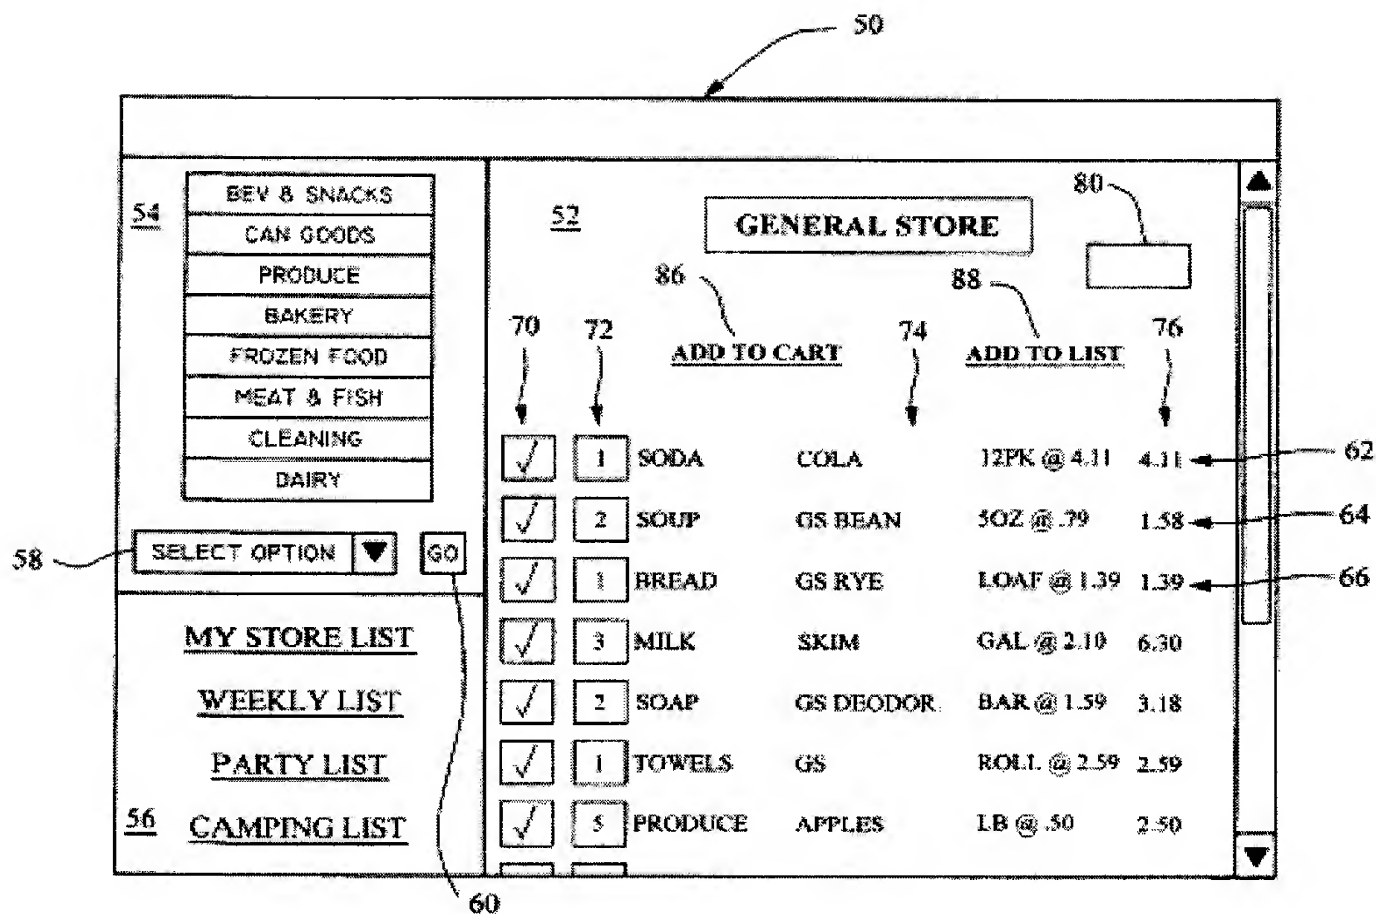 50
54
BEV & SNACKS
CAN GOODS
PRODUCE
BAKERY
FROZEN FOOD
MEAT & FISH
CLEANING
DAIRY
58
SELECT OPTION
GO
MY STORE LIST
WEEKLY LIST
PARTY LIST
56
CAMPING LIST
60
52
GENERAL STORE
80
86
88
70
72
74
76
ADD TO CART
ADD TO LIST
1 SODA COLA 12PK @ 4.11 4.11 62
2 SOUP GS BEAN 5OZ @ .79 1.58 64
1 BREAD GS RYE LOAF @ 1.39 1.39 66
3 MILK SKIM GAL @ 2.10 6.30
2 SOAP GS DEODOR. BAR @ 1.59 3.18
1 TOWELS GS ROLL @ 2.59 2.59
5 PRODUCE APPLES LB @ .50 2.50